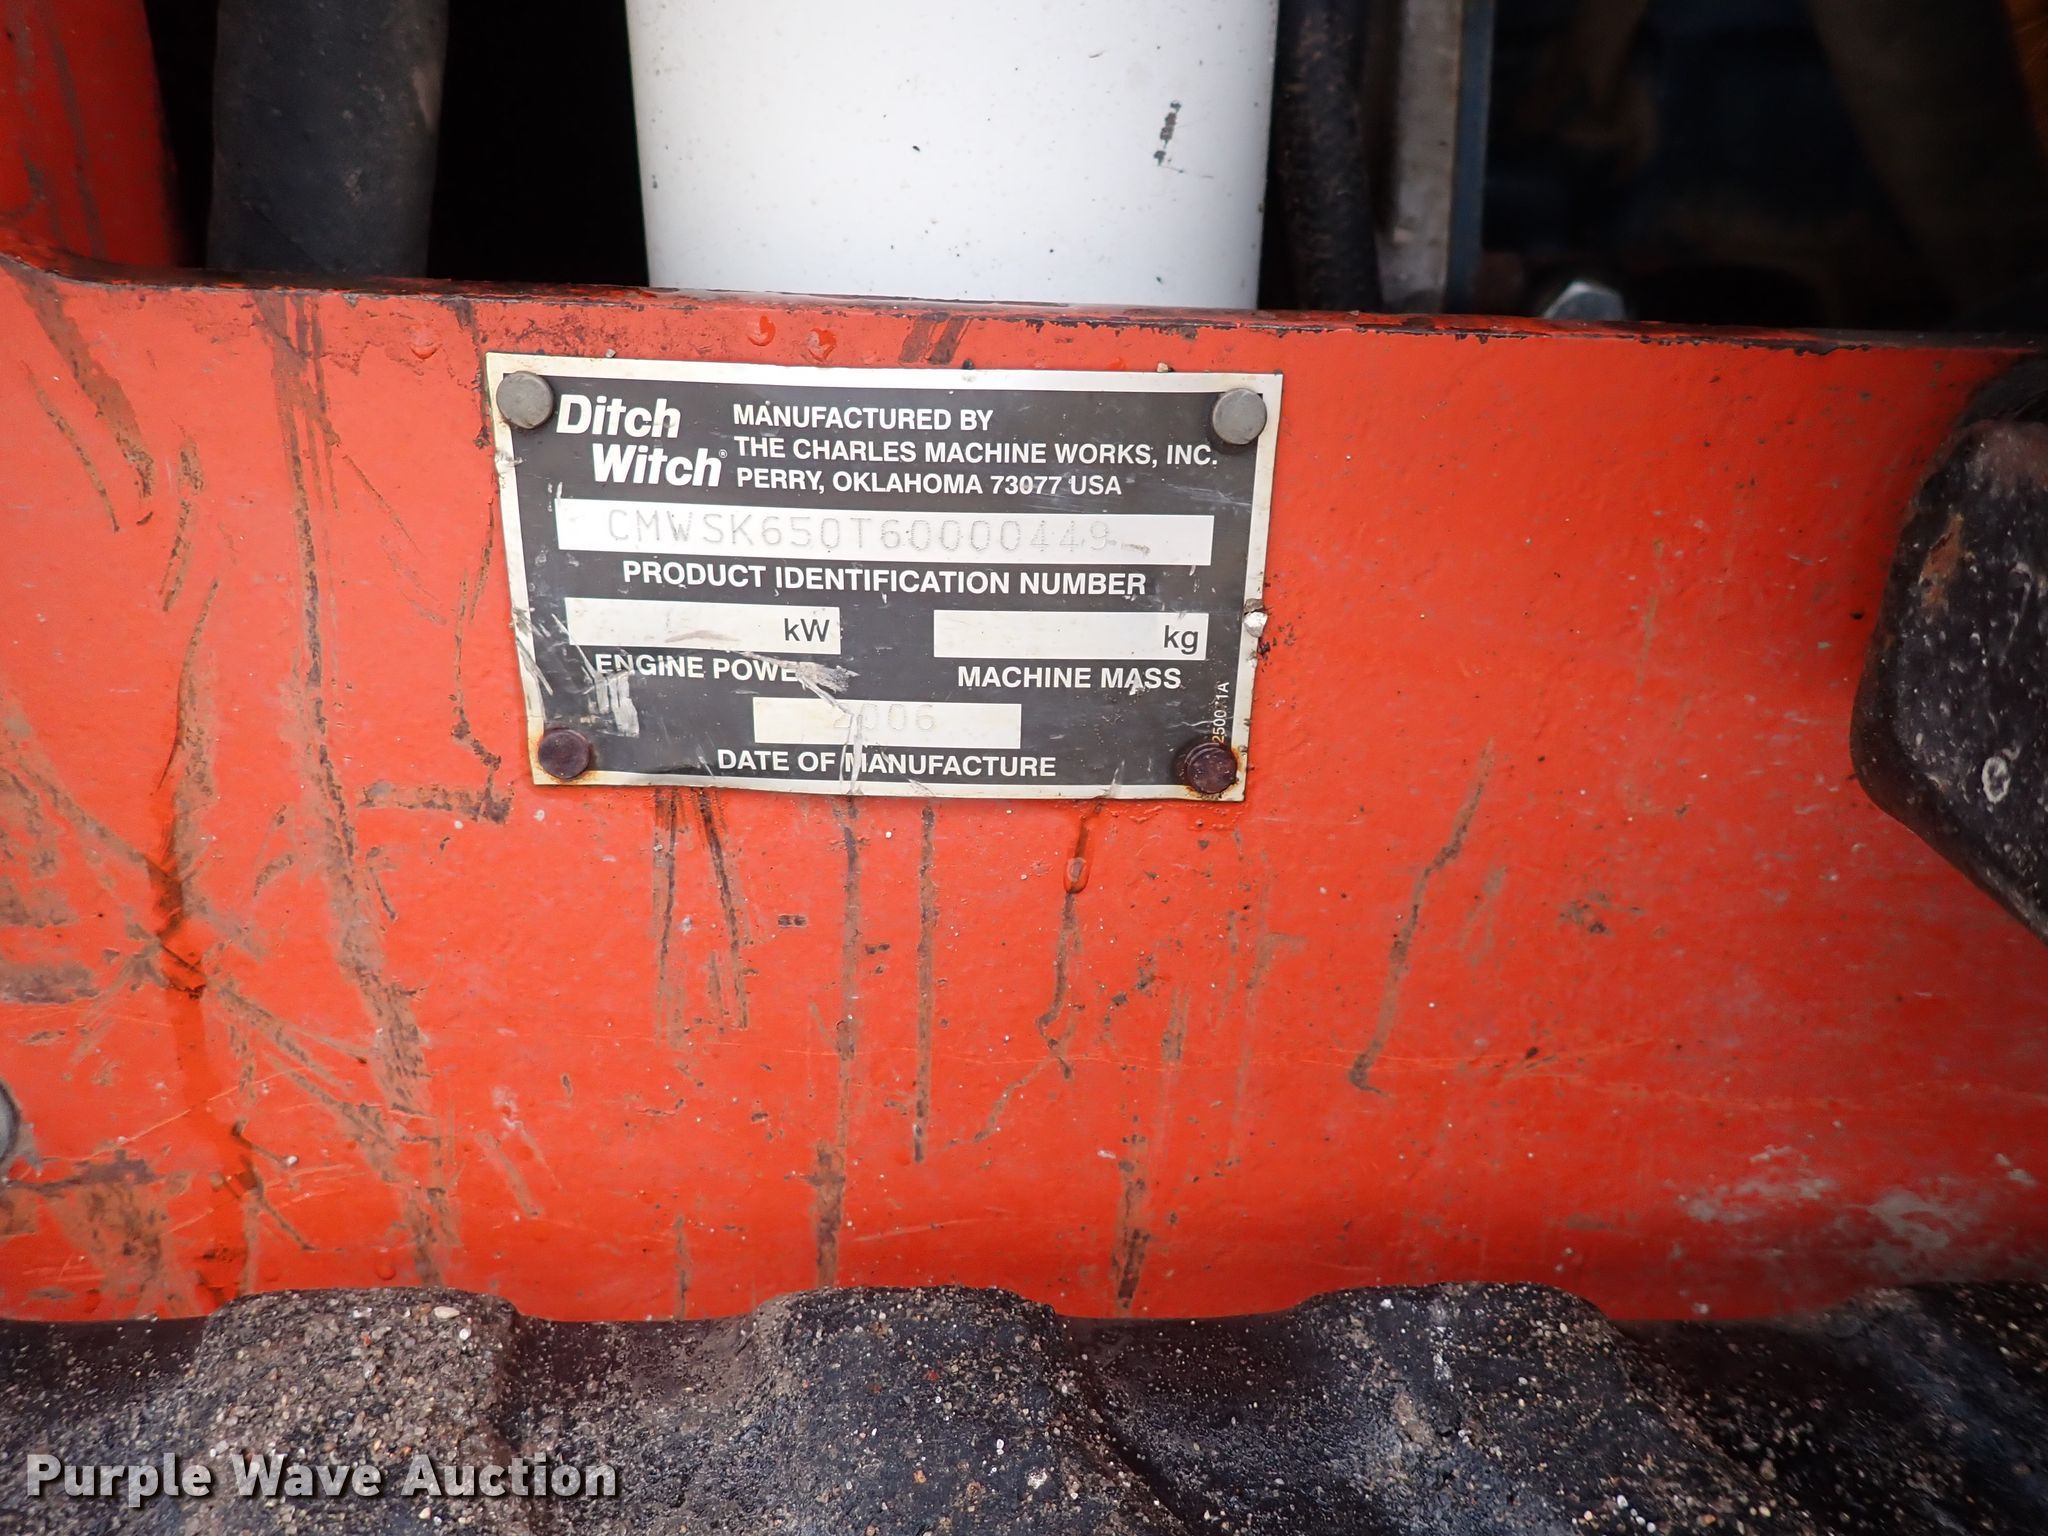 Ditch
Witch®
MANUFACTURED BY
THE CHARLES MACHINE WORKS, INC.
PERRY, OKLAHOMA 73077 USA
CMWSK650T60000449
PRODUCT IDENTIFICATION NUMBER
kW
kg
ENGINE POWER
MACHINE MASS
2006
DATE OF MANUFACTURE
Purple Wave Auction